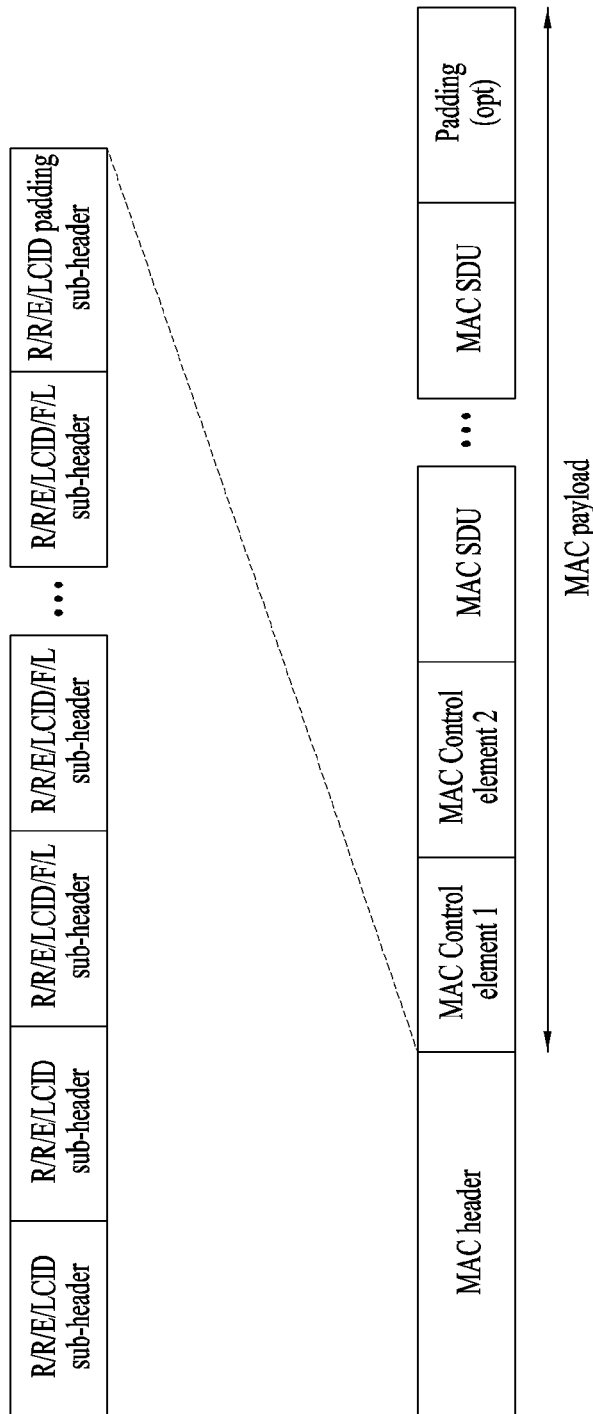 R/R/E/LCID
sub-header
R/R/E/LCID
sub-header
R/R/E/LCID/F/L
sub-header
R/R/E/LCID/F/L
sub-header
•••
R/R/E/LCID/F/L
sub-header
R/R/E/LCID padding
sub-header
MAC header
MAC Control
element 1
MAC Control
element 2
MAC SDU
•••
MAC SDU
Padding
(opt)
MAC payload